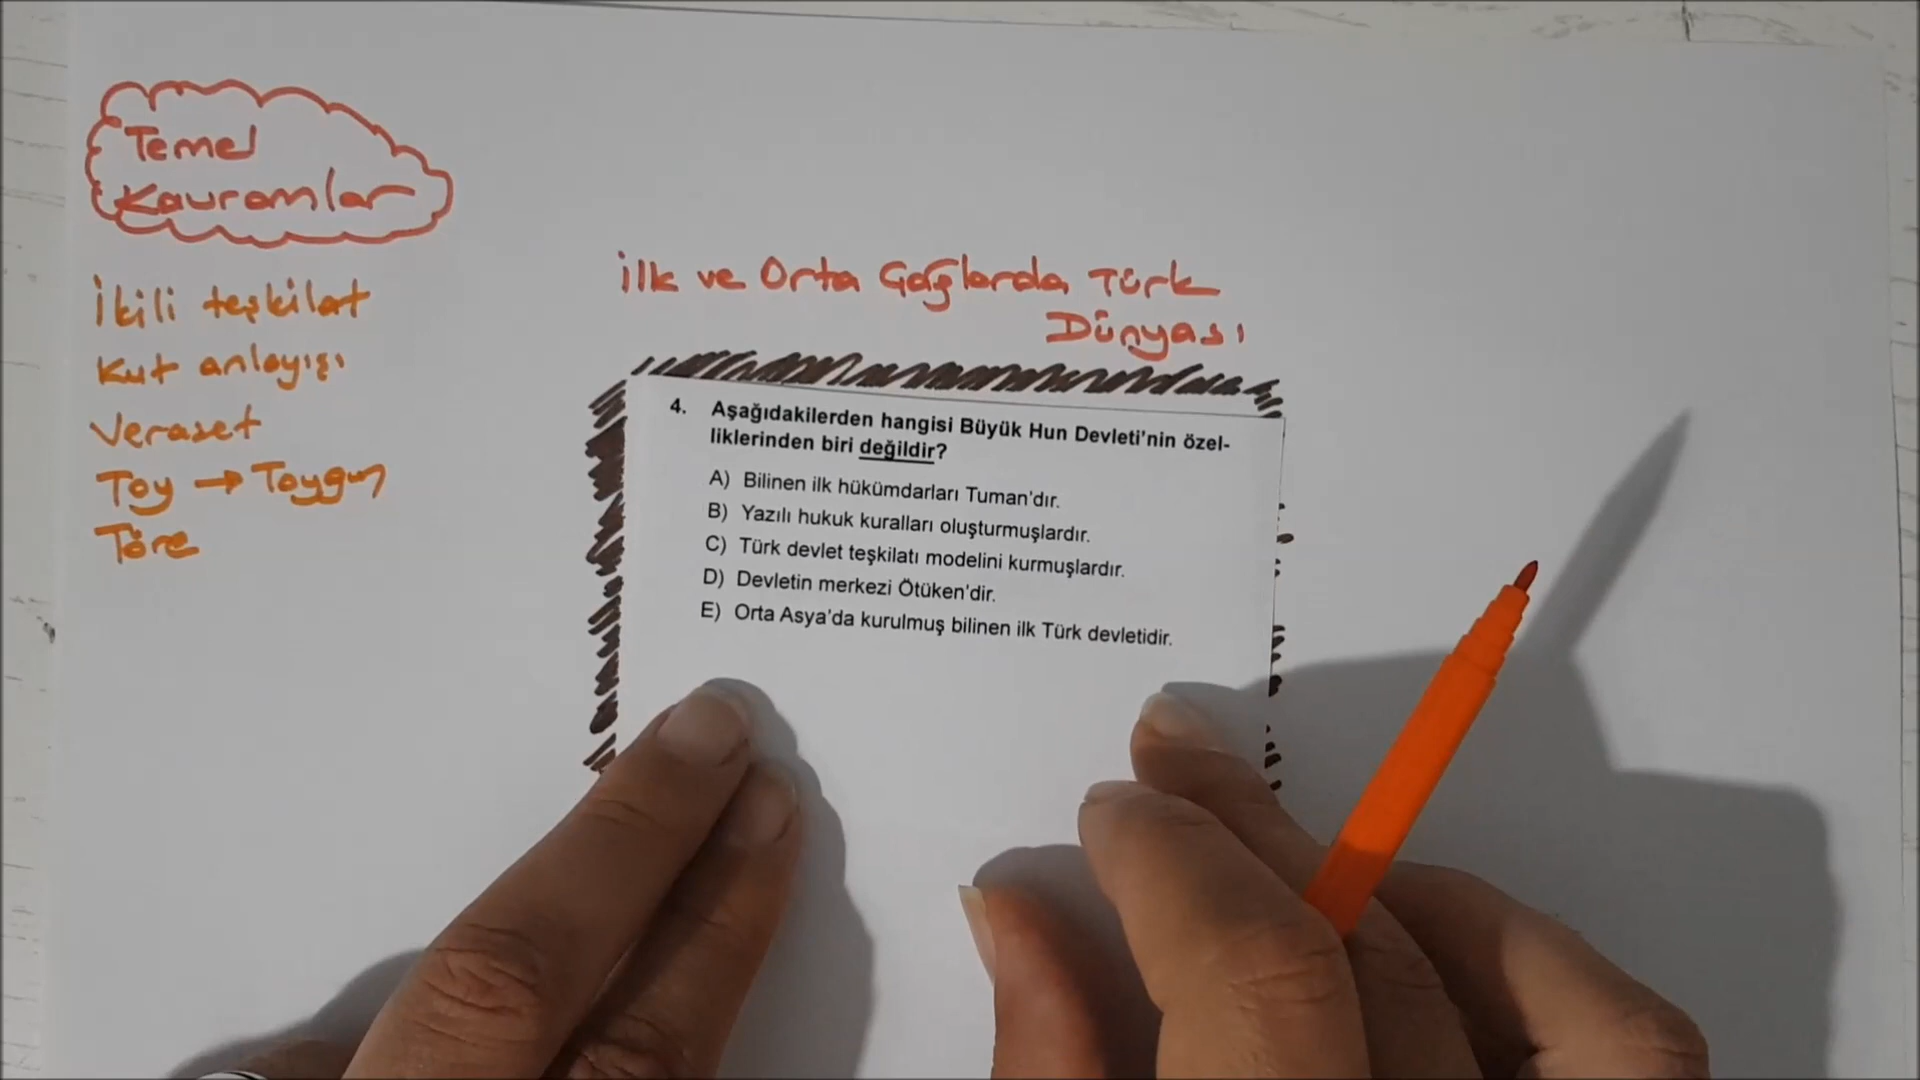 Temel
Kavramlar
İkili teşkilat
Kut anlayışı
Veraset
Toy → Toygun
Töre
İlk ve Orta Çağlarda Türk
Dünyası
4. Aşağıdakilerden hangisi Büyük Hun Devleti'nin özel-
liklerinden biri değildir?
A) Bilinen ilk hükümdarları Tuman'dır.
B) Yazılı hukuk kuralları oluşturmuşlardır.
C) Türk devlet teşkilatı modelini kurmuşlardır.
D) Devletin merkezi Ötüken'dir.
E) Orta Asya'da kurulmuş bilinen ilk Türk devletidir.